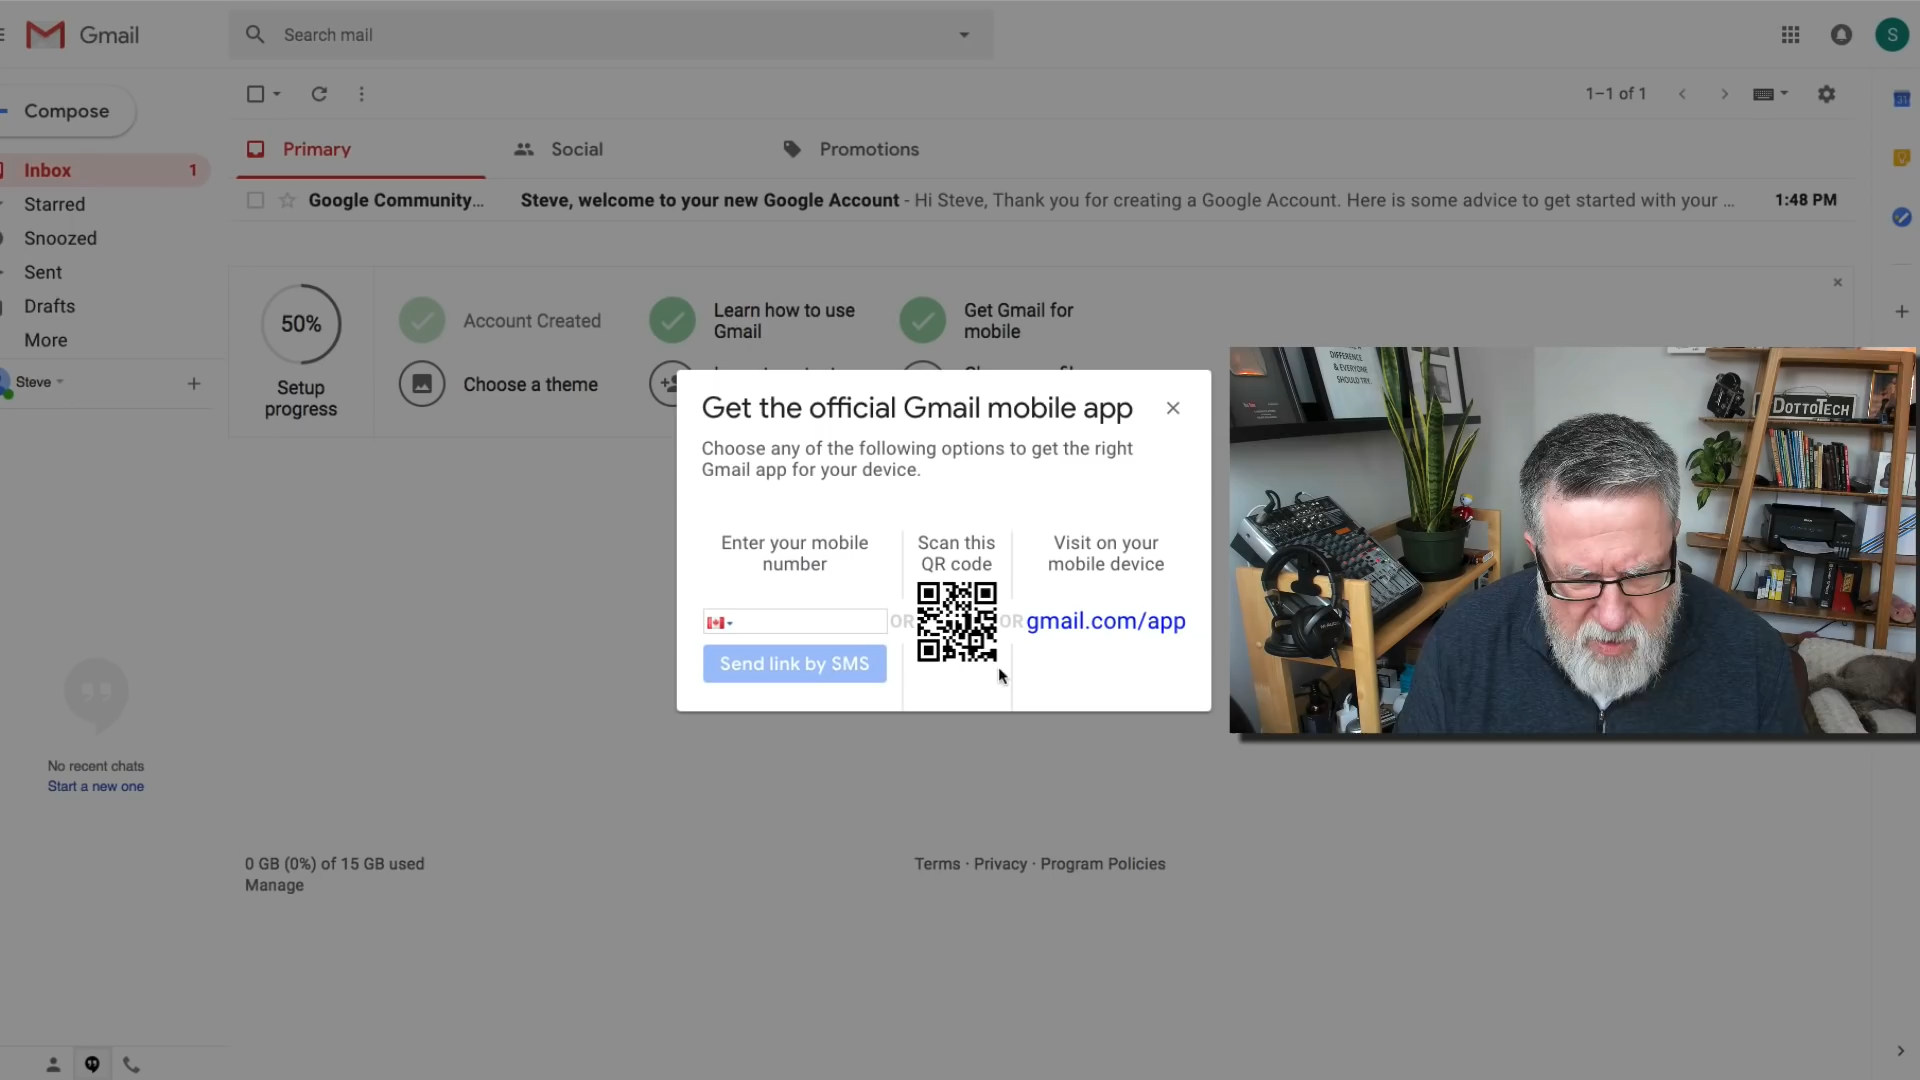 Gmail
Search mail
S
Compose
1–1 of 1
31
Primary
Social
Promotions
Inbox 1
Starred
Snoozed
Sent
Drafts
More
Google Community...
Steve, welcome to your new Google Account - Hi Steve, Thank you for creating a Google Account. Here is some advice to get started with your ...
1:48 PM
50%
Setup
progress
Account Created
Learn how to use
Gmail
Get Gmail for
mobile
Choose a theme
Steve
Get the official Gmail mobile app
Choose any of the following options to get the right
Gmail app for your device.
Enter your mobile
number
Send link by SMS
OR
Scan this
QR code
OR
Visit on your
mobile device
gmail.com/app
DIFFERENCE
& EVERYONE
SHOULD TRY.
DOTTOTECH
No recent chats
Start a new one
0 GB (0%) of 15 GB used
Manage
Terms · Privacy · Program Policies